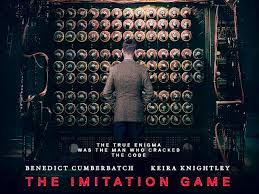 THE TRUE ENIGMA
WAS THE MAN WHO CRACKED
THE CODE
BENEDICT CUMBERBATCH KEIRA KNIGHTLEY
THE IMITATION GAME